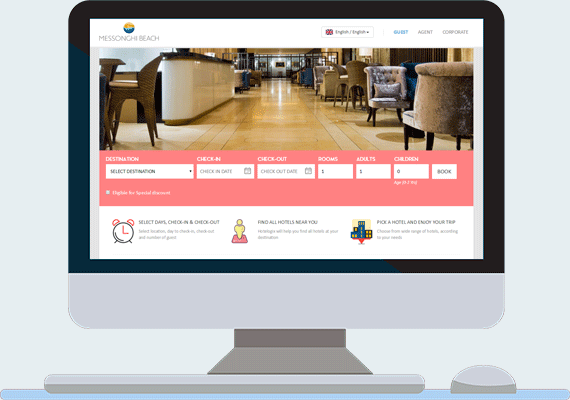 MESSONGHI BEACH
English / English
GUEST
AGENT
CORPORATE
DESTINATION
CHECK-IN
CHECK-OUT
ROOMS
ADULTS
CHILDREN
SELECT DESTINATION
CHECK IN DATE
CHECK OUT DATE
1
1
0
BOOK
Age (0-2 Yr)
Eligible for Special discount
SELECT DAYS, CHECK-IN & CHECK-OUT
Select location, day to check-in, check-out
and number of guest
FIND ALL HOTELS NEAR YOU
will help you find all hotels at your
destination
PICK A HOTEL AND ENJOY YOUR TRIP
Choose from wide range of hotels, according
to your needs